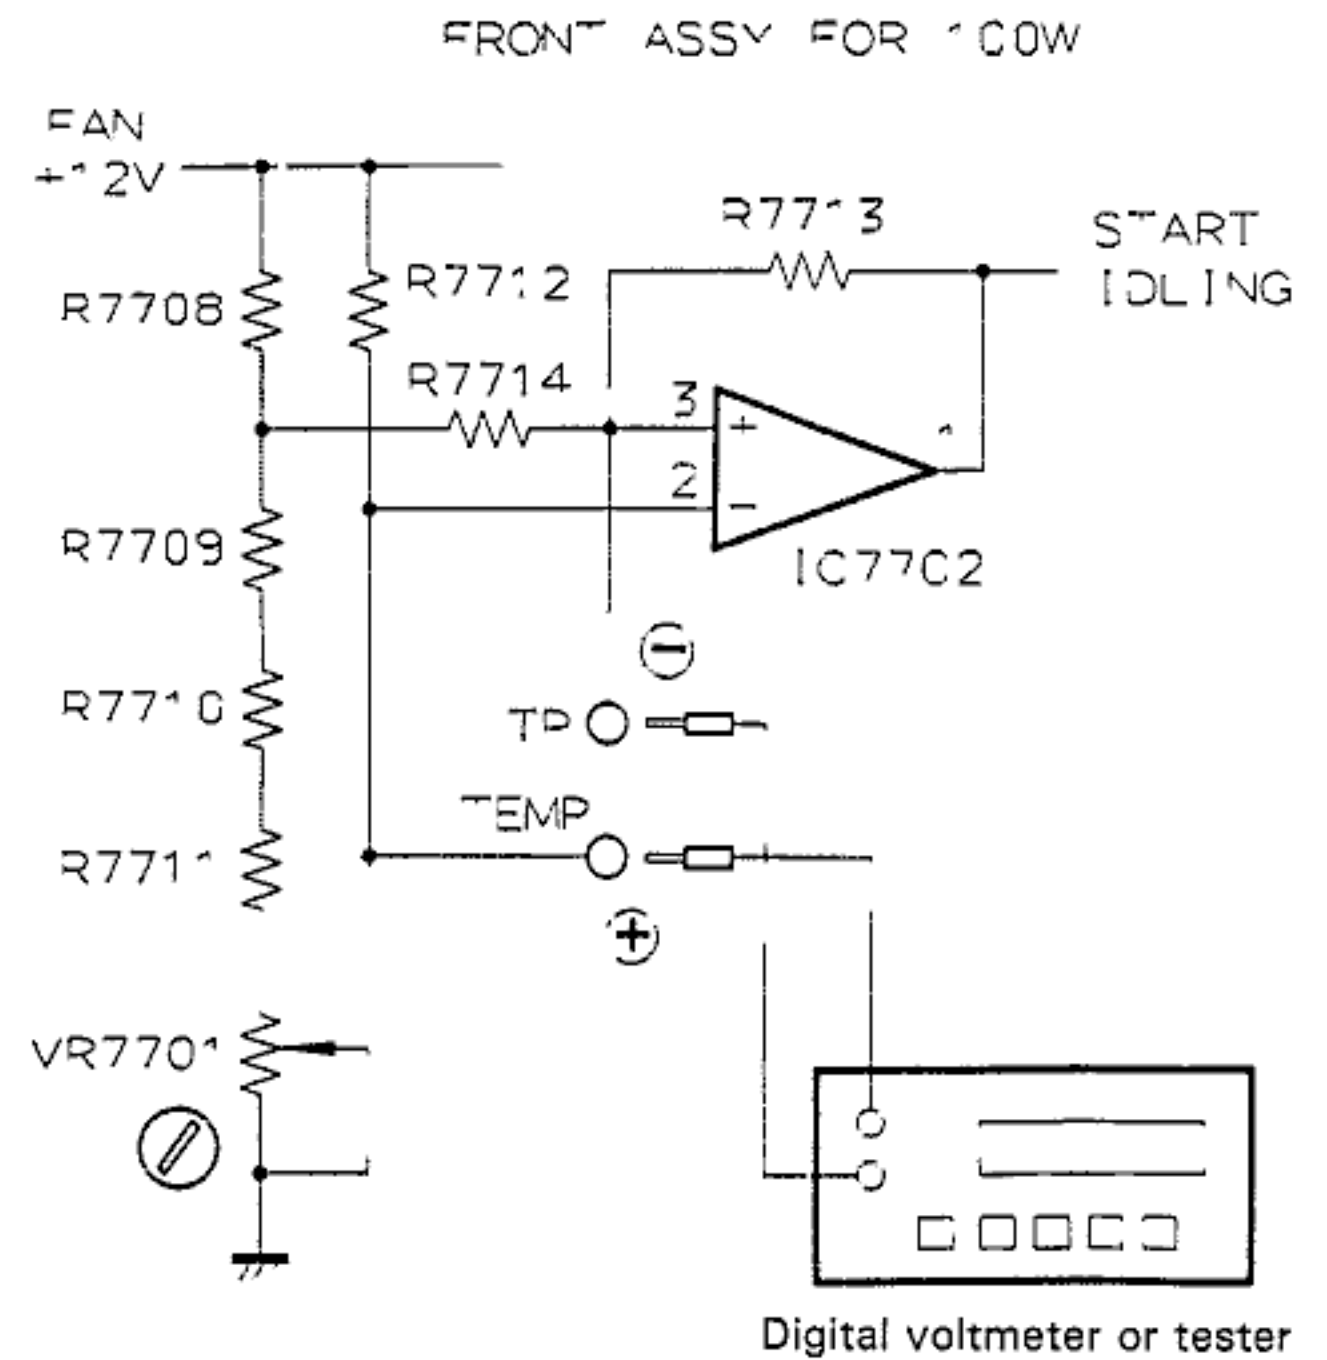 FRONT ASSY FOR 100W
FAN
+12V
R7713
START
IDLING
R7712
R7708
R7714
3
+
1
2
-
R7709
IC7702
-
R7710
TP
TEMP
R7711
+
VR7701
Digital voltmeter or tester